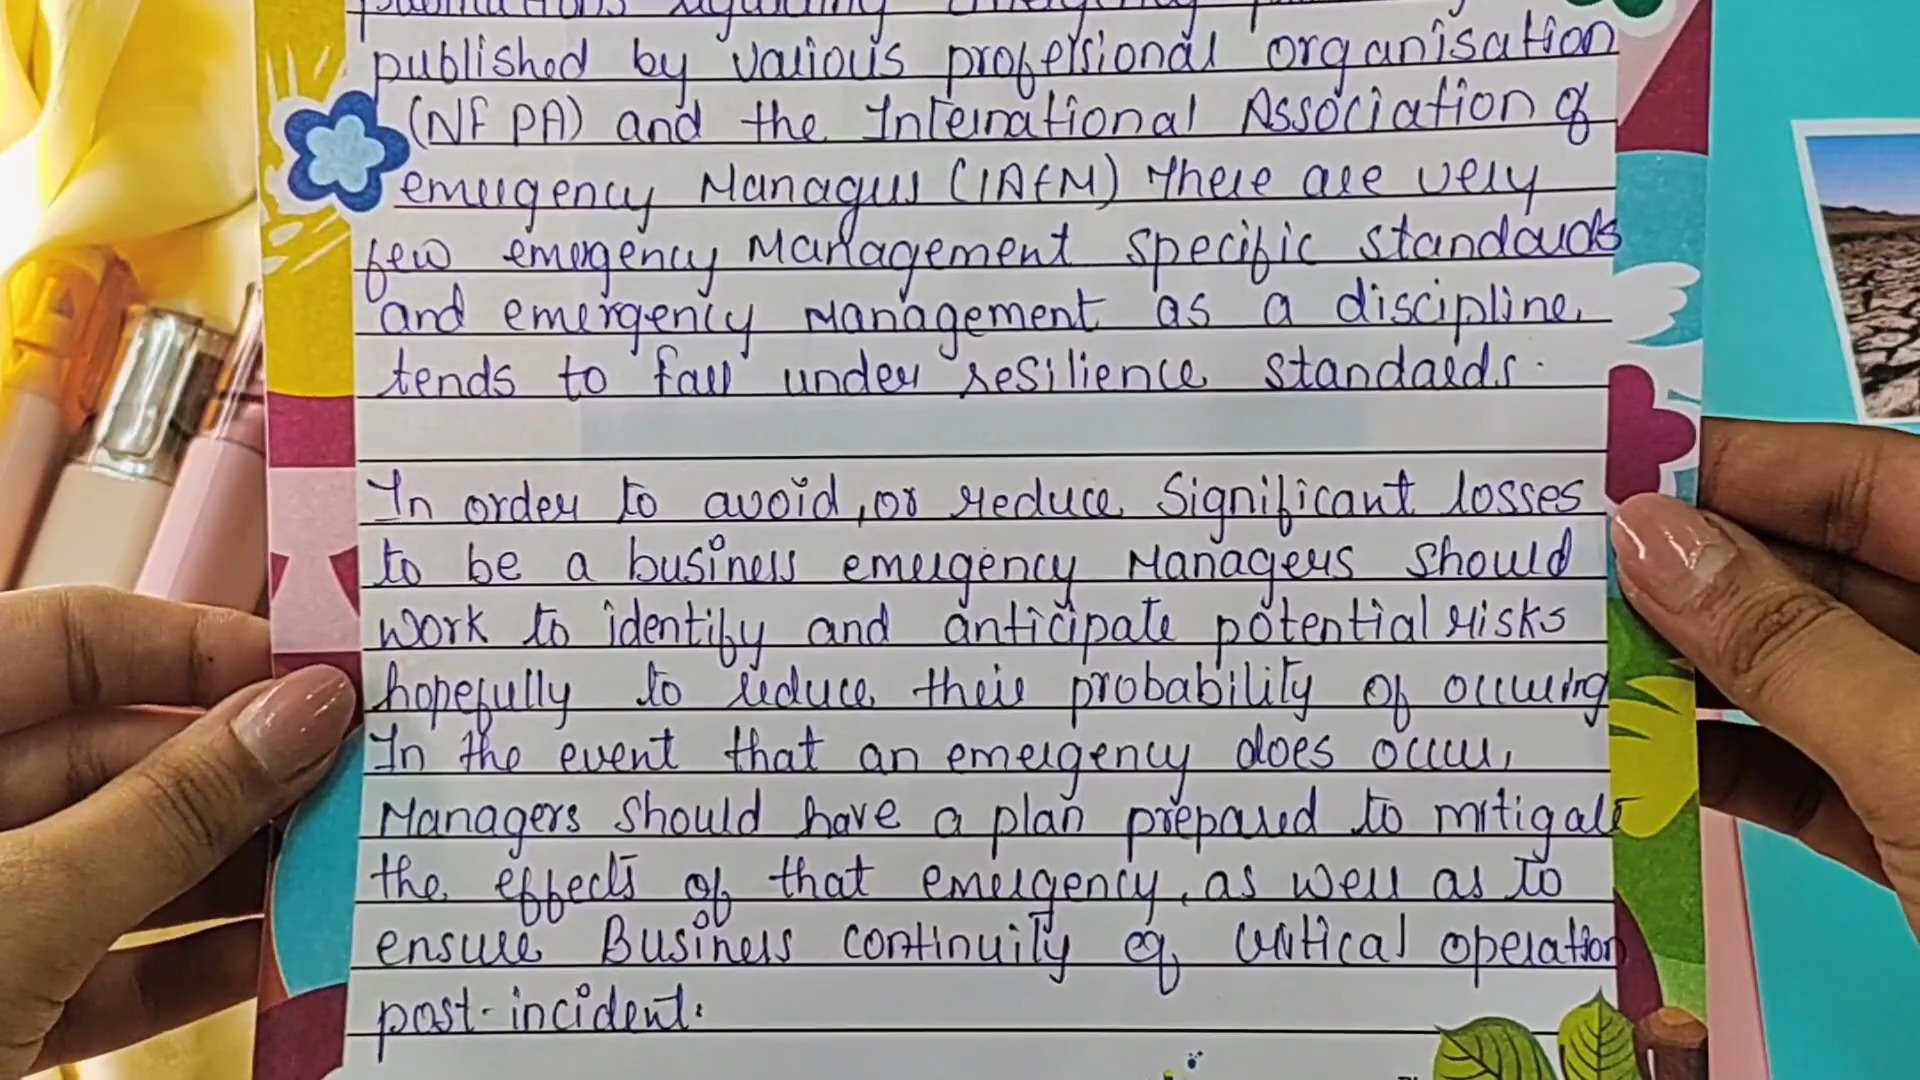 regarding emergency
published by various professional organisation
(NFPA) and the International Association of
emergency Managers (IAEM) There are very
few emergency Management specific standards
and emergency Management as a discipline
tends to fall under resilience standards.
In order to avoid, or reduce Significant losses
to be a business emergency Managers should
work to identify and anticipate potential risks
hopefully to reduce their probability of occuring
In the event that an emergency does occur,
Managers should have a plan prepared to mitigate
the effects of that emergency, as well as to
ensure Business continuity of critical operation
post-incident.